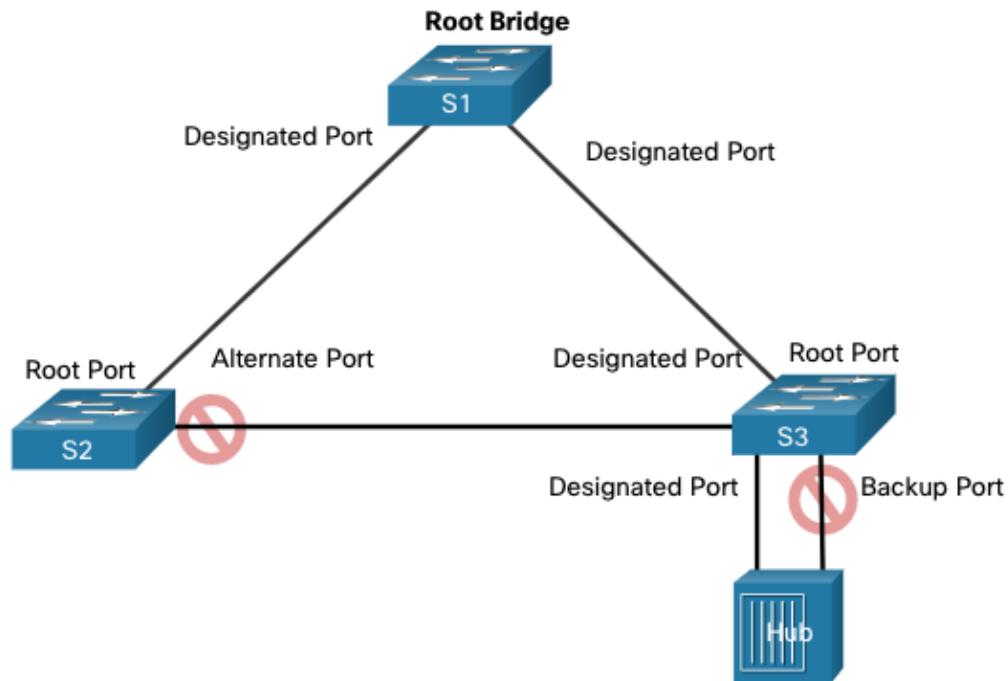 Root Bridge
S1
Designated Port
Designated Port
Root Port
Alternate Port
Designated Port
Root Port
S2
S3
Designated Port
Backup Port
Hub